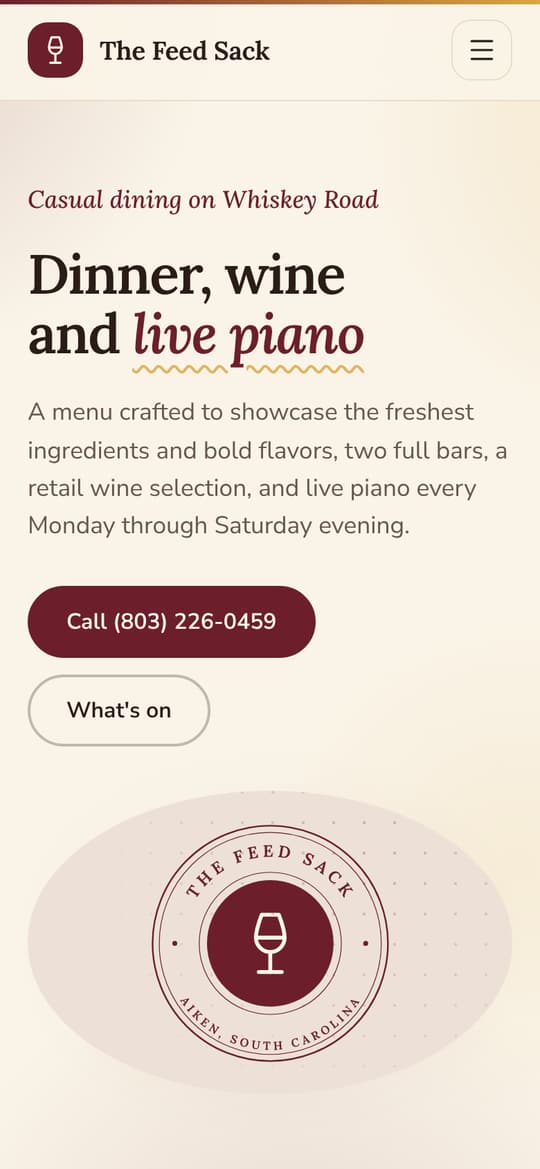 The Feed Sack
Casual dining on Whiskey Road
Dinner, wine
and live piano
A menu crafted to showcase the freshest
ingredients and bold flavors, two full bars, a
retail wine selection, and live piano every
Monday through Saturday evening.
Call (803) 226-0459
What's on
THE FEED SACK
AIKEN, SOUTH CAROLINA